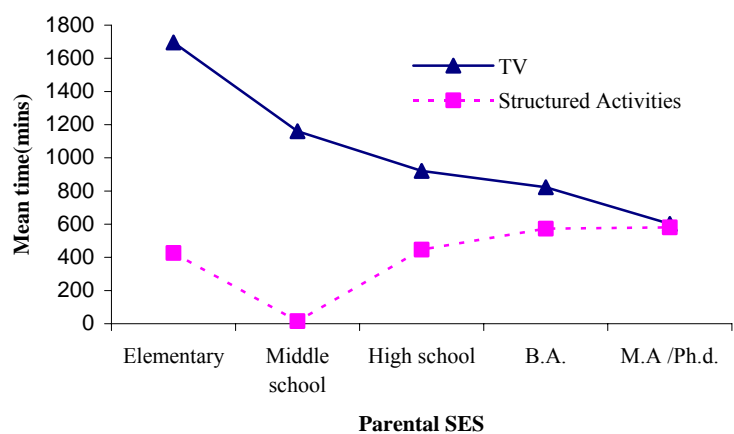 Mean time(mins)
1800
1600
1400
1200
1000
800
600
400
200
0
TV
Structured Activities
Elementary
Middle
school
High school
B.A.
M.A /Ph.d.
Parental SES